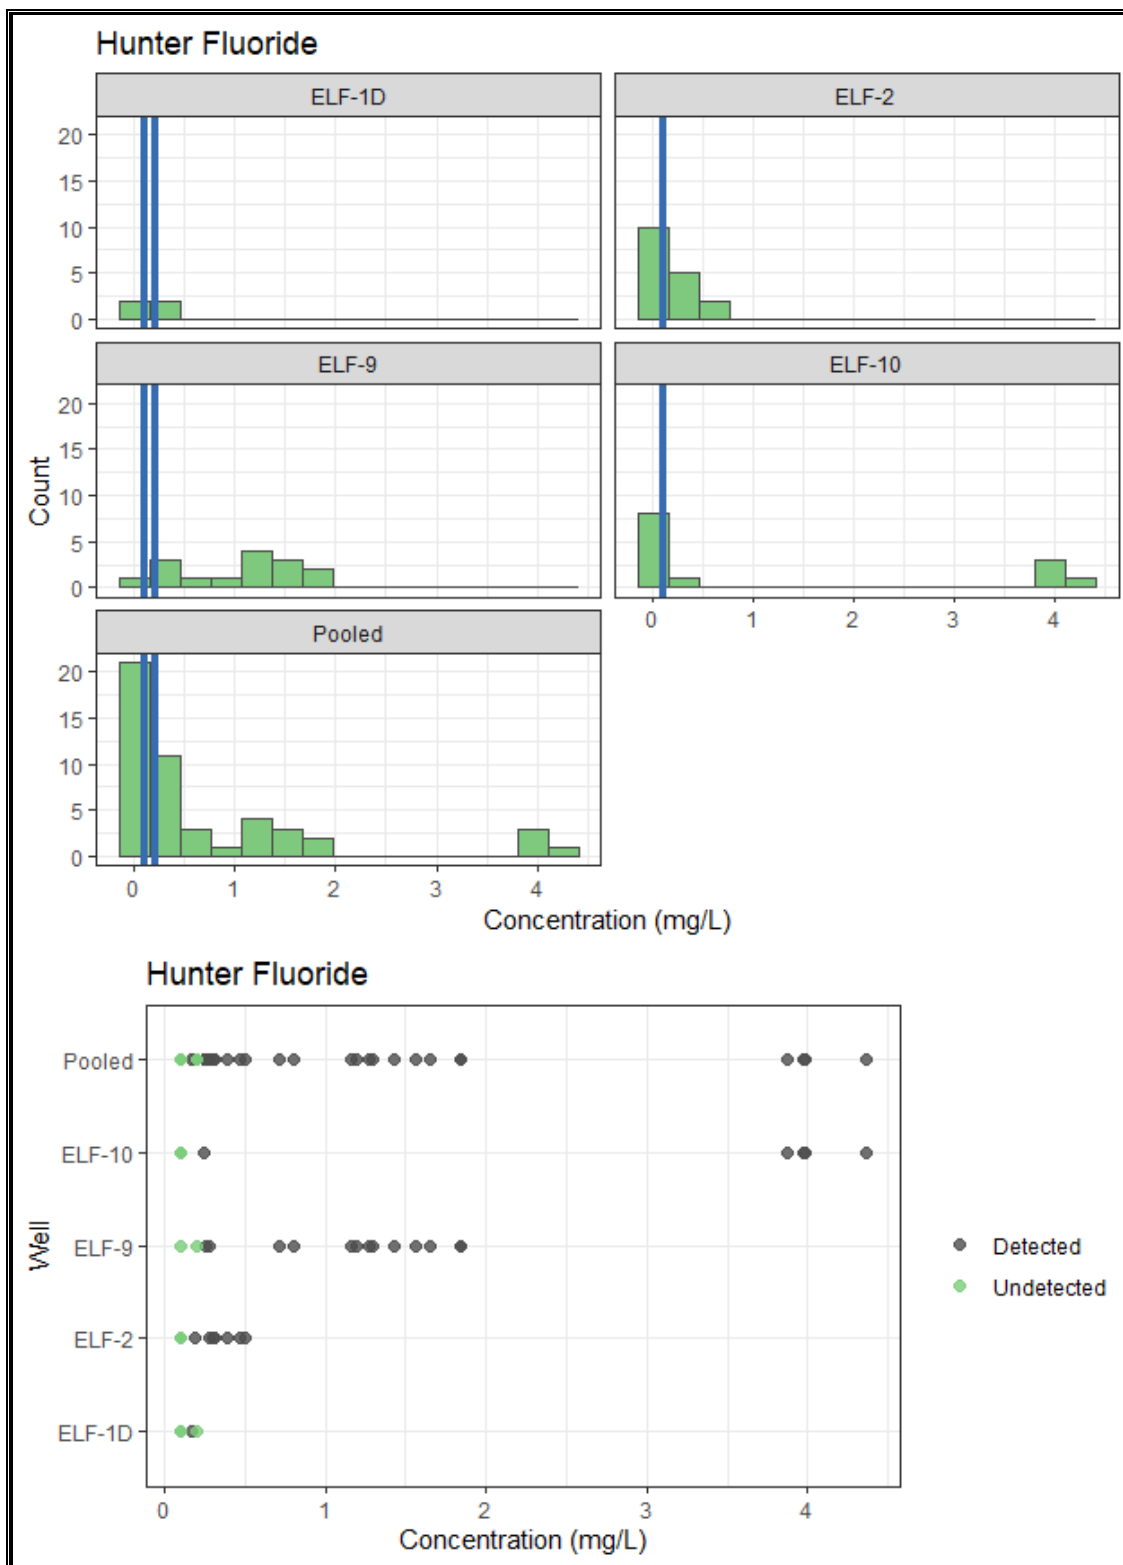 Hunter Fluoride
ELF-1D
ELF-2
20
15
10
5
0
ELF-9
ELF-10
20
15
10
5
0
Count
0 1 2 3 4
Pooled
20
15
10
5
0
0 1 2 3 4
Concentration (mg/L)
Hunter Fluoride
Pooled
ELF-10
ELF-9
ELF-2
ELF-1D
Well
Detected
Undetected
0 1 2 3 4
Concentration (mg/L)